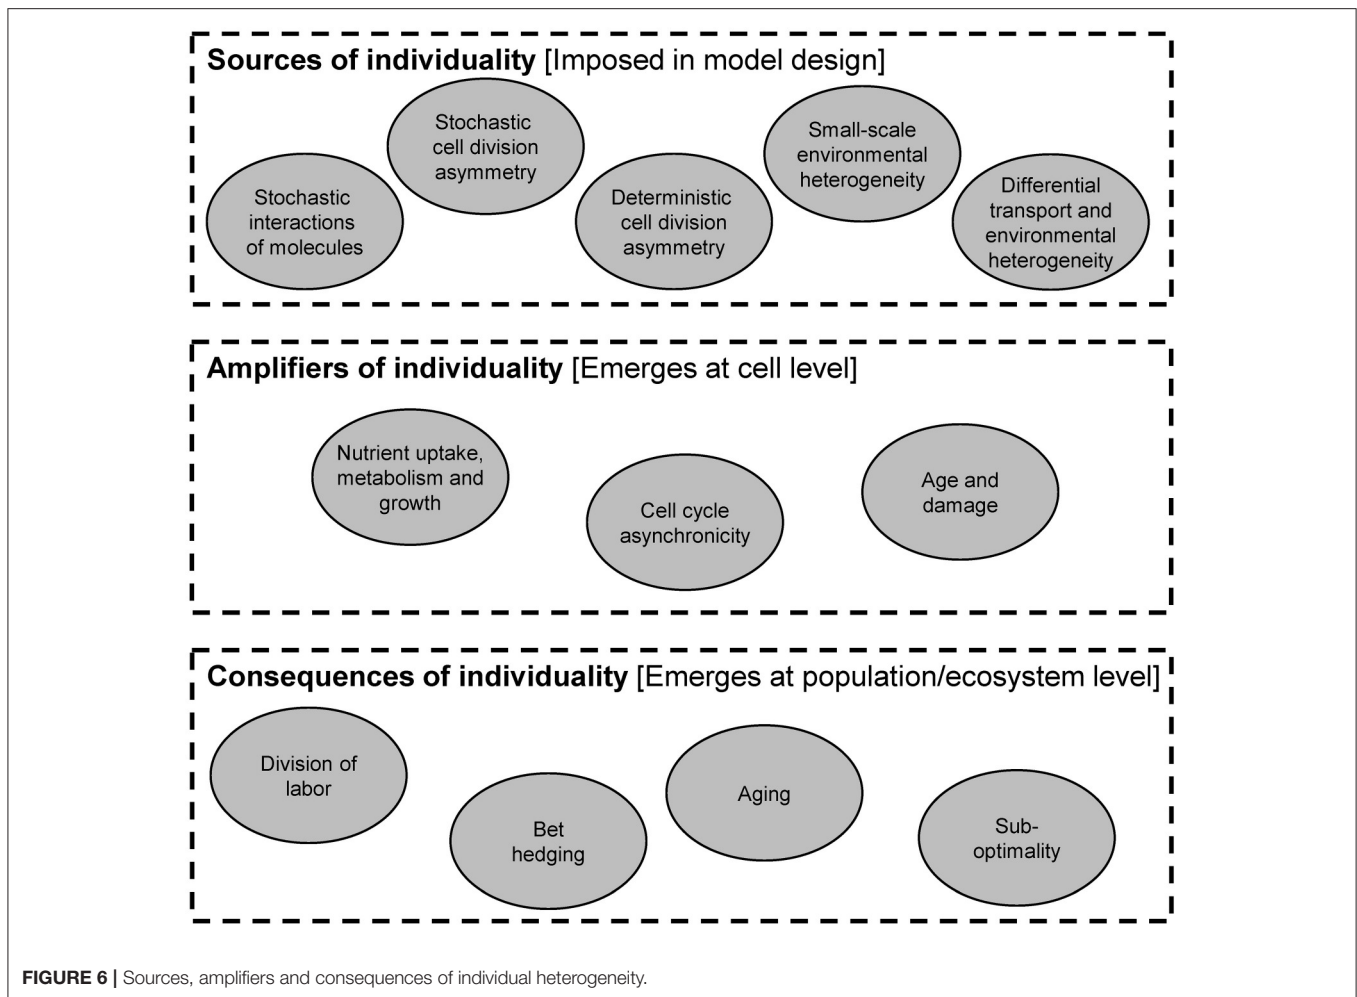 Sources of individuality [Imposed in model design]
Stochastic
interactions
of molecules
Stochastic
cell division
asymmetry
Deterministic
cell division
asymmetry
Small-scale
environmental
heterogeneity
Differential
transport and
environmental
heterogeneity
Amplifiers of individuality [Emerges at cell level]
Nutrient uptake,
metabolism and
growth
Cell cycle
asynchronicity
Age and
damage
Consequences of individuality [Emerges at population/ecosystem level]
Division of
labor
Bet
hedging
Aging
Sub-
optimality
FIGURE 6 | Sources, amplifiers and consequences of individual heterogeneity.